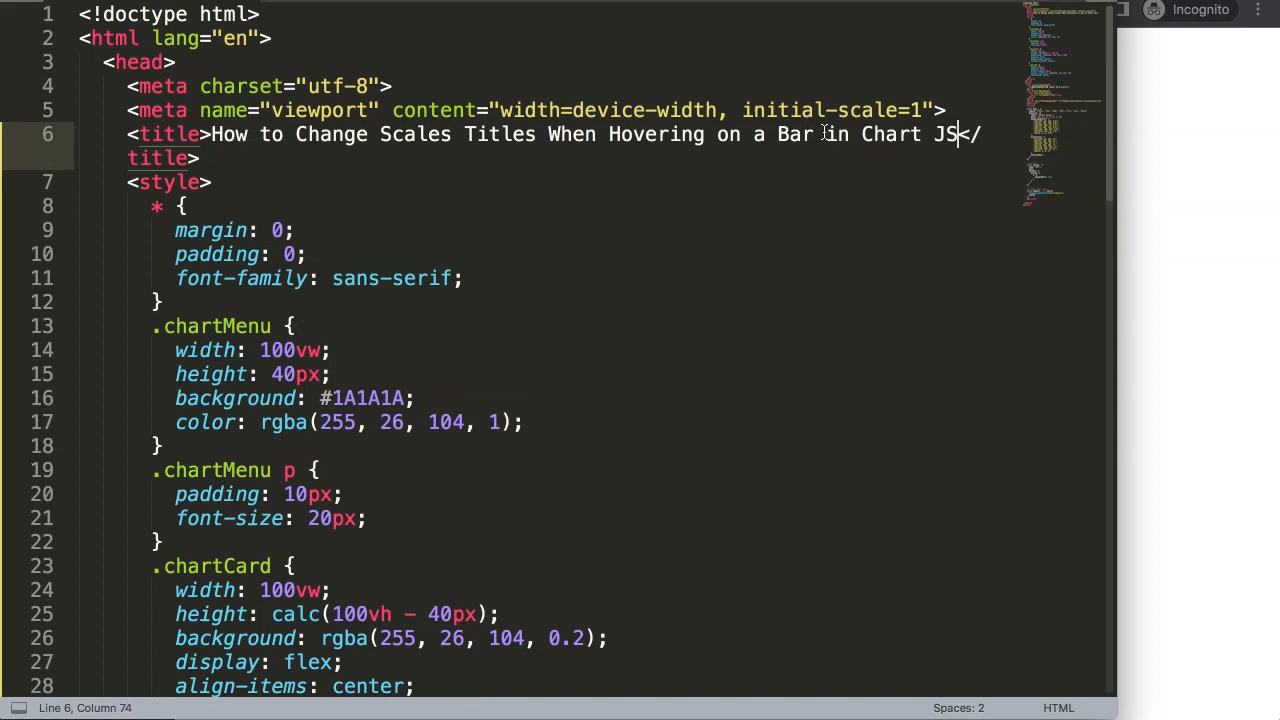 Incognito
1 <!doctype html>
2 <html lang="en">
3 <head>
4 <meta charset="utf-8">
5 <meta name="viewport" content="width=device-width, initial-scale=1">
6 <title>How to Change Scales Titles When Hovering on a Bar in Chart JS</
title>
7 <style>
8 * {
9 margin: 0;
10 padding: 0;
11 font-family: sans-serif;
12 }
13 .chartMenu {
14 width: 100vw;
15 height: 40px;
16 background: #1A1A1A;
17 color: rgba(255, 26, 104, 1);
18 }
19 .chartMenu p {
20 padding: 10px;
21 font-size: 20px;
22 }
23 .chartCard {
24 width: 100vw;
25 height: calc(100vh - 40px);
26 background: rgba(255, 26, 104, 0.2);
27 display: flex;
28 align-items: center;
Line 6, Column 74
Spaces: 2
HTML